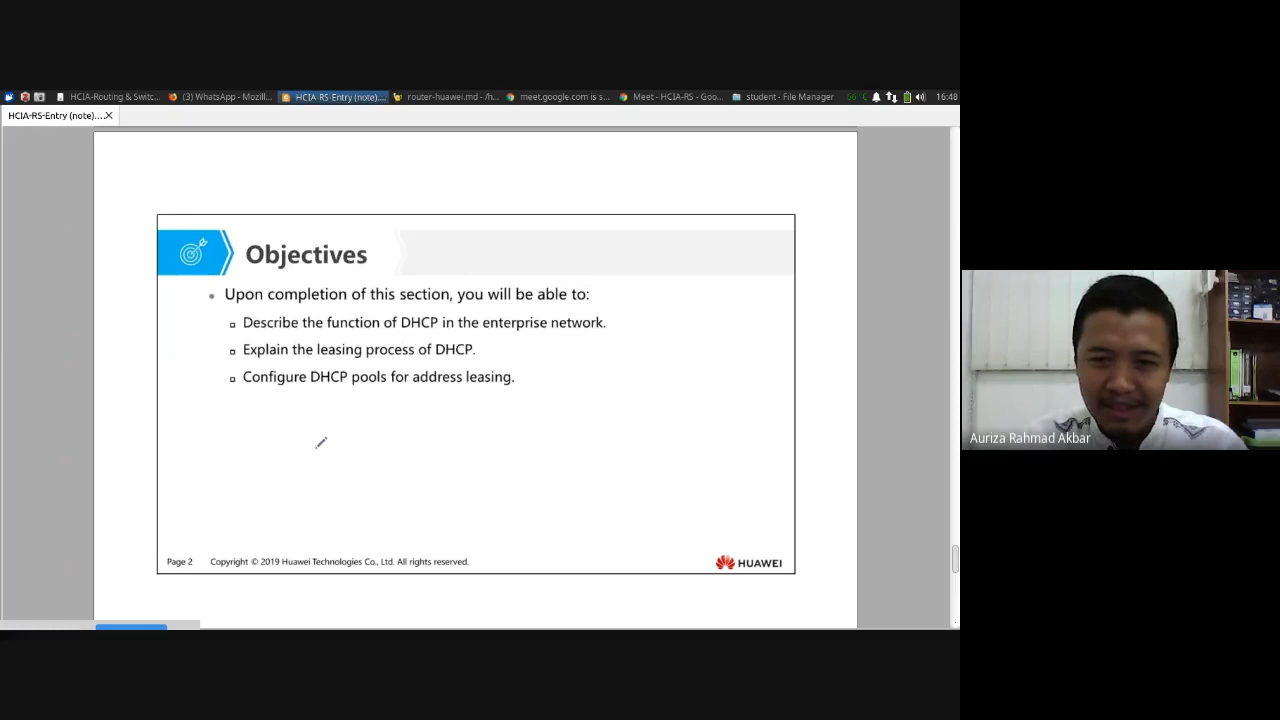 HCIA-Routing & Switc... (3) WhatsApp - Mozill... HCIA-RS-Entry (note).... router-huawei.md - /h... meet.google.com is s... Meet - HCIA-RS - Goo... student - File Manager 16:48
HCIA-RS-Entry (note)....
Objectives
Upon completion of this section, you will be able to:
Describe the function of DHCP in the enterprise network.
Explain the leasing process of DHCP.
Configure DHCP pools for address leasing.
Auriza Rahmad Akbar
Page 2 Copyright © 2019 Huawei Technologies Co., Ltd. All rights reserved. HUAWEI